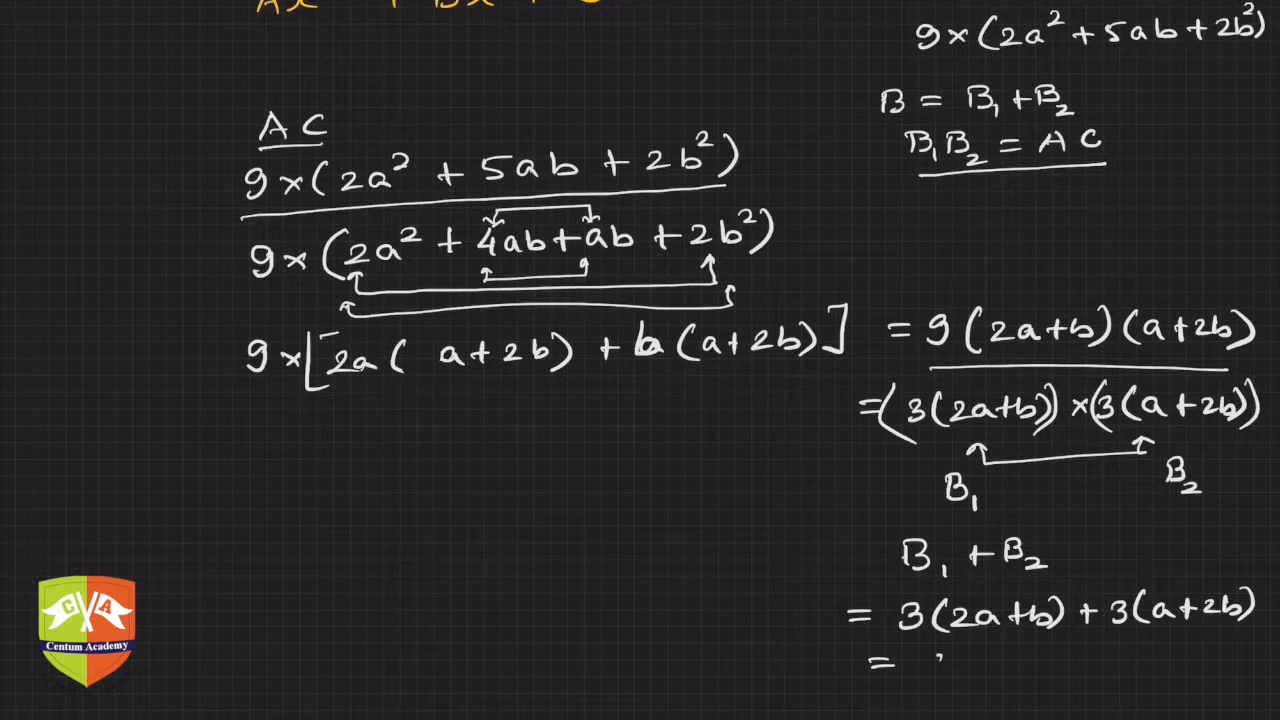 Ax + Bx +
AC
9×(2a² + 5ab + 2b²)
9×(2a² + 4ab+ab + 2b²)
9×[2a( a+2b) + b(a+2b)]
9×(2a² + 5ab + 2b²)
B = B₁ + B₂
B₁B₂ = AC
= 9(2a+b)(a+2b)
=(3(2a+b))×(3(a+2b))
B₁ B₂
B₁ + B₂
= 3(2a+b) + 3(a+2b)
=
C A
Centum Academy